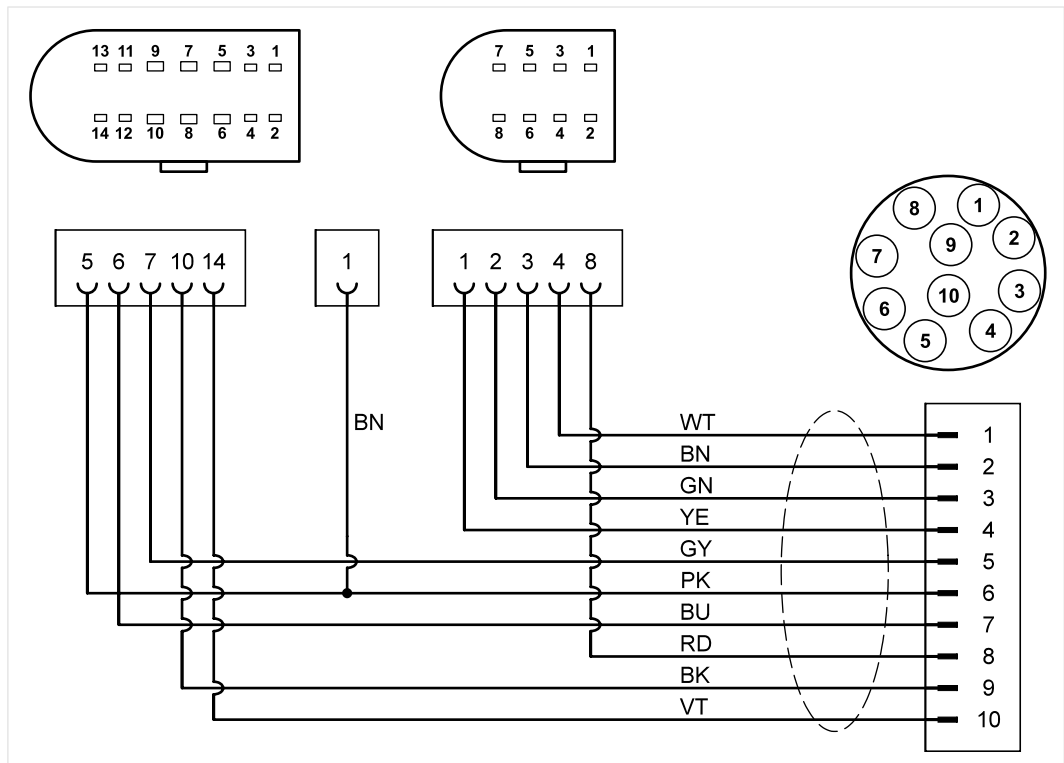 13 11 9 7 5 3 1
14 12 10 8 6 4 2
7 5 3 1
8 6 4 2
8 1
2
9
7
10 3
6
4
5
5 6 7 10 14
1
1 2 3 4 8
BN
WT 1
BN 2
GN 3
YE 4
GY 5
PK 6
BU 7
RD 8
BK 9
VT 10